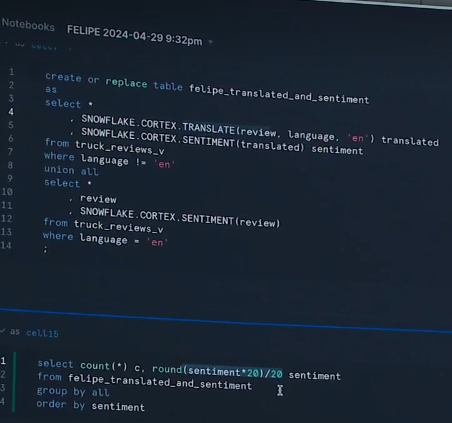 Notebooks FELIPE 2024-04-29 9:32pm
1 create or replace table felipe_translated_and_sentiment
2 as
3 select *
4 , SNOWFLAKE.CORTEX.TRANSLATE(review, language, 'en') translated
5 , SNOWFLAKE.CORTEX.SENTIMENT(translated) sentiment
6 from truck_reviews_v
7 where language != 'en'
8 union all
9 select *
10 , review
11 , SNOWFLAKE.CORTEX.SENTIMENT(review)
12 from truck_reviews_v
13 where language = 'en'
14 ;
as cell15
1 select count(*) c, round(sentiment*20)/20 sentiment
2 from felipe_translated_and_sentiment
3 group by all
4 order by sentiment